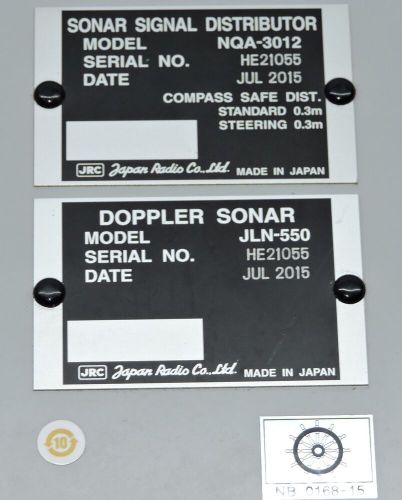 SONAR SIGNAL DISTRIBUTOR
MODEL NQA-3012
SERIAL NO. HE21055
DATE JUL 2015
COMPASS SAFE DIST.
STANDARD 0.3m
STEERING 0.3m
JRC Japan Radio Co., Ltd. MADE IN JAPAN
DOPPLER SONAR
MODEL JLN-550
SERIAL NO. HE21055
DATE JUL 2015
JRC Japan Radio Co., Ltd. MADE IN JAPAN
10
NB 0168-15